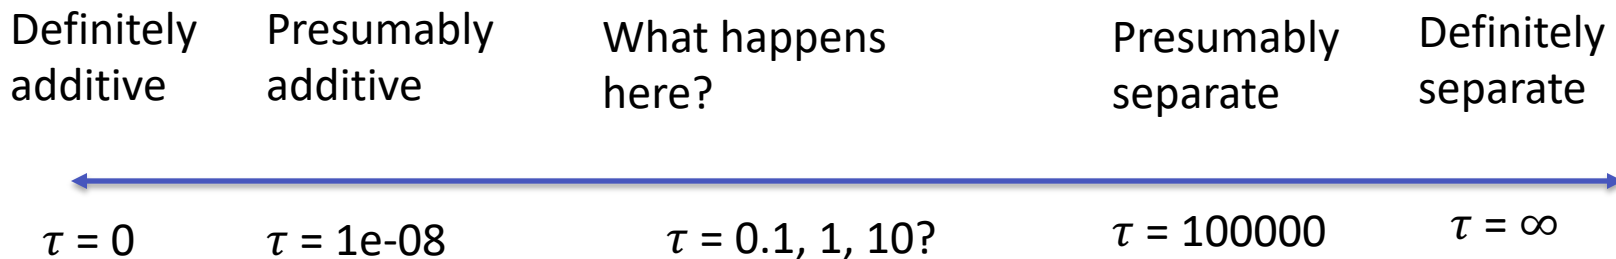 Definitely
additive
Presumably
additive
What happens
here?
Presumably
separate
Definitely
separate
𝜏 = 0
𝜏 = 1e-08
𝜏 = 0.1, 1, 10?
𝜏 = 100000
𝜏 = ∞